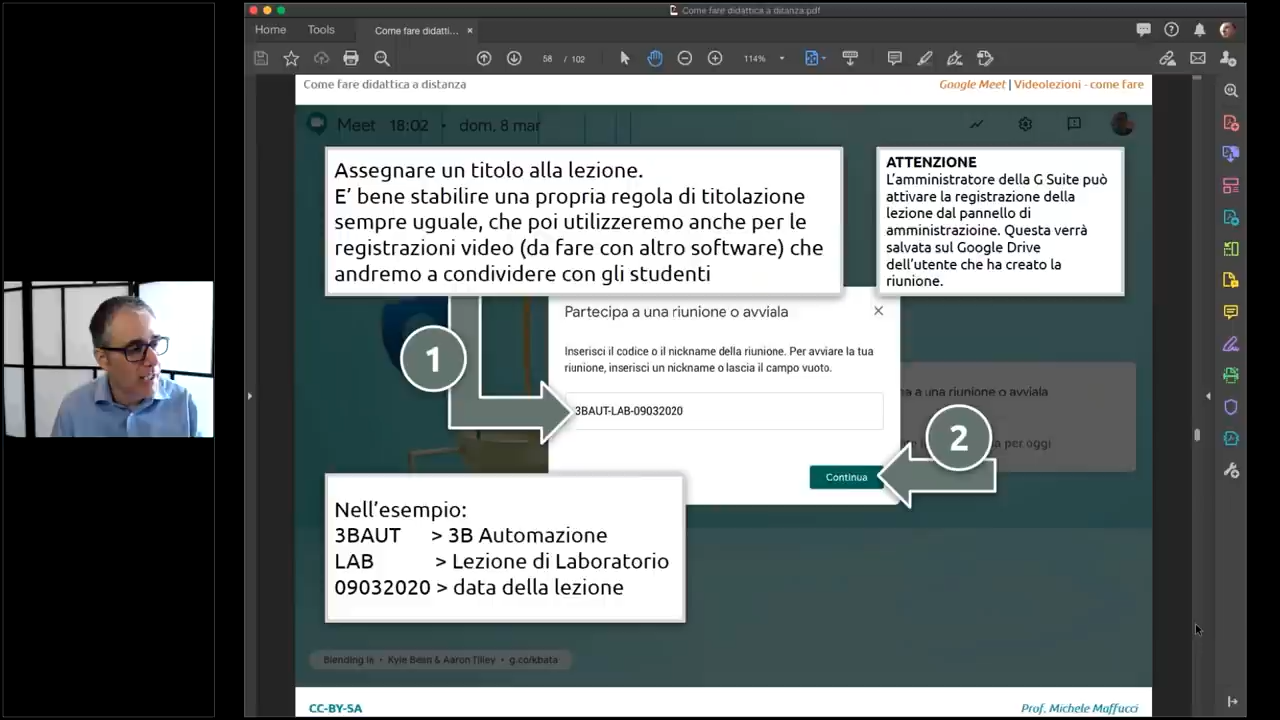 Come fare didattica a ditanza.pdf
Home
Tools
Come fare didatti...
58 / 102
114%
Come fare didattica a distanza
Google Meet | Videolezioni - come fare
Meet 18:02 • dom, 8 mar
Assegnare un titolo alla lezione.
E’ bene stabilire una propria regola di titolazione
sempre uguale, che poi utilizzeremo anche per le
registrazioni video (da fare con altro software) che
andremo a condividere con gli studenti
ATTENZIONE
L’amministratore della G Suite può
attivare la registrazione della
lezione dal pannello di
amministrazioine. Questa verrà
salvata sul Google Drive
dell’utente che ha creato la
riunione.
Partecipa a una riunione o avviala
Inserisci il codice o il nickname della riunione. Per avviare la tua
riunione, inserisci un nickname o lascia il campo vuoto.
1
3BAUT-LAB-09032020
a una riunione o avviala
2
per oggi
Continua
Nell’esempio:
3BAUT > 3B Automazione
LAB > Lezione di Laboratorio
09032020 > data della lezione
Blending In • Kyle Bean & Aaron Tilley • g.co/kbata
CC-BY-SA
Prof. Michele Maffucci